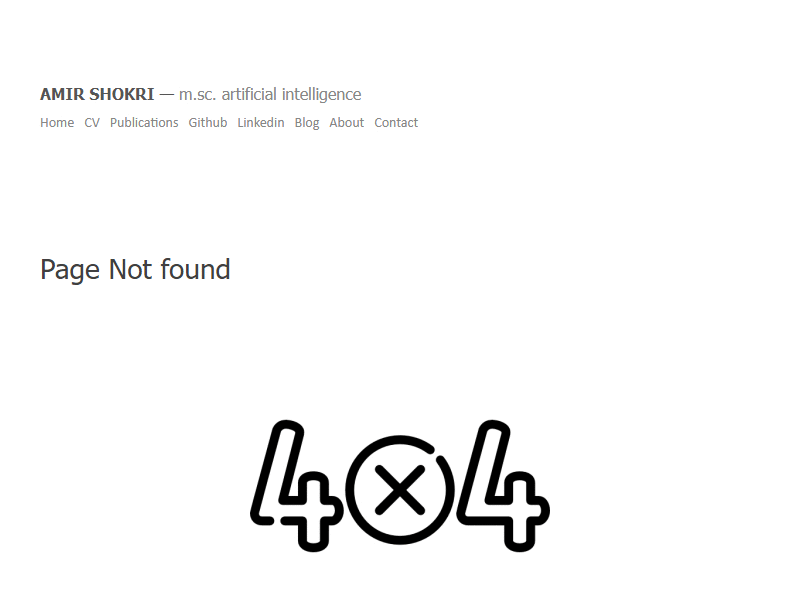 AMIR SHOKRI — m.sc. artificial intelligence
Home CV Publications Github Linkedin Blog About Contact
Page Not found
404